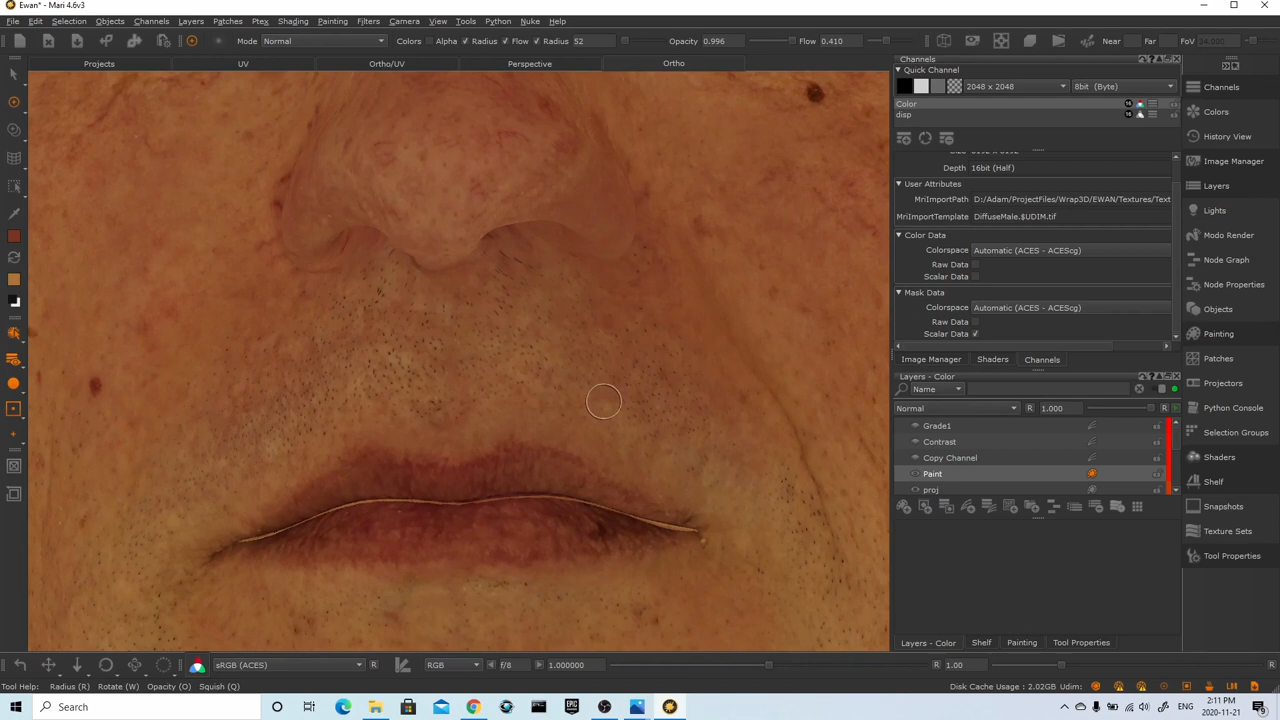 Ewan* - Mari 4.6v3
File Edit Selection Objects Channels Layers Patches Ptex Shading Painting Filters Camera View Tools Python Nuke Help
Mode Normal Colors Alpha Radius Flow Radius 52 Opacity 0.996 Flow 0.410 Near Far FoV 24.000
Projects UV Ortho/UV Perspective Ortho
Channels
Quick Channel
2048 x 2048 8bit (Byte)
Color
disp
Depth 16bit (Half)
User Attributes
MriImportPath D:/Adam/ProjectFiles/Wrap3D/EWAN/Textures/Text
MriImportTemplate DiffuseMale.$UDIM.tif
Color Data
Colorspace Automatic (ACES - ACEScg)
Raw Data
Scalar Data
Mask Data
Colorspace Automatic (ACES - ACEScg)
Raw Data
Scalar Data
Image Manager Shaders Channels
Layers - Color
Name
Normal R 1.000 R
Grade1
Contrast
Copy Channel
Paint
proj
Layers - Color Shelf Painting Tool Properties
Channels
Colors
History View
Image Manager
Layers
Lights
Modo Render
Node Graph
Node Properties
Objects
Painting
Patches
Projectors
Python Console
Selection Groups
Shaders
Shelf
Snapshots
Texture Sets
Tool Properties
sRGB (ACES) R RGB f/8 1.000000 R 1.00 R
Tool Help: Radius (R) Rotate (W) Opacity (O) Squish (Q) Disk Cache Usage : 2.02GB Udim:
Search ENG 2:11 PM
2020-11-21